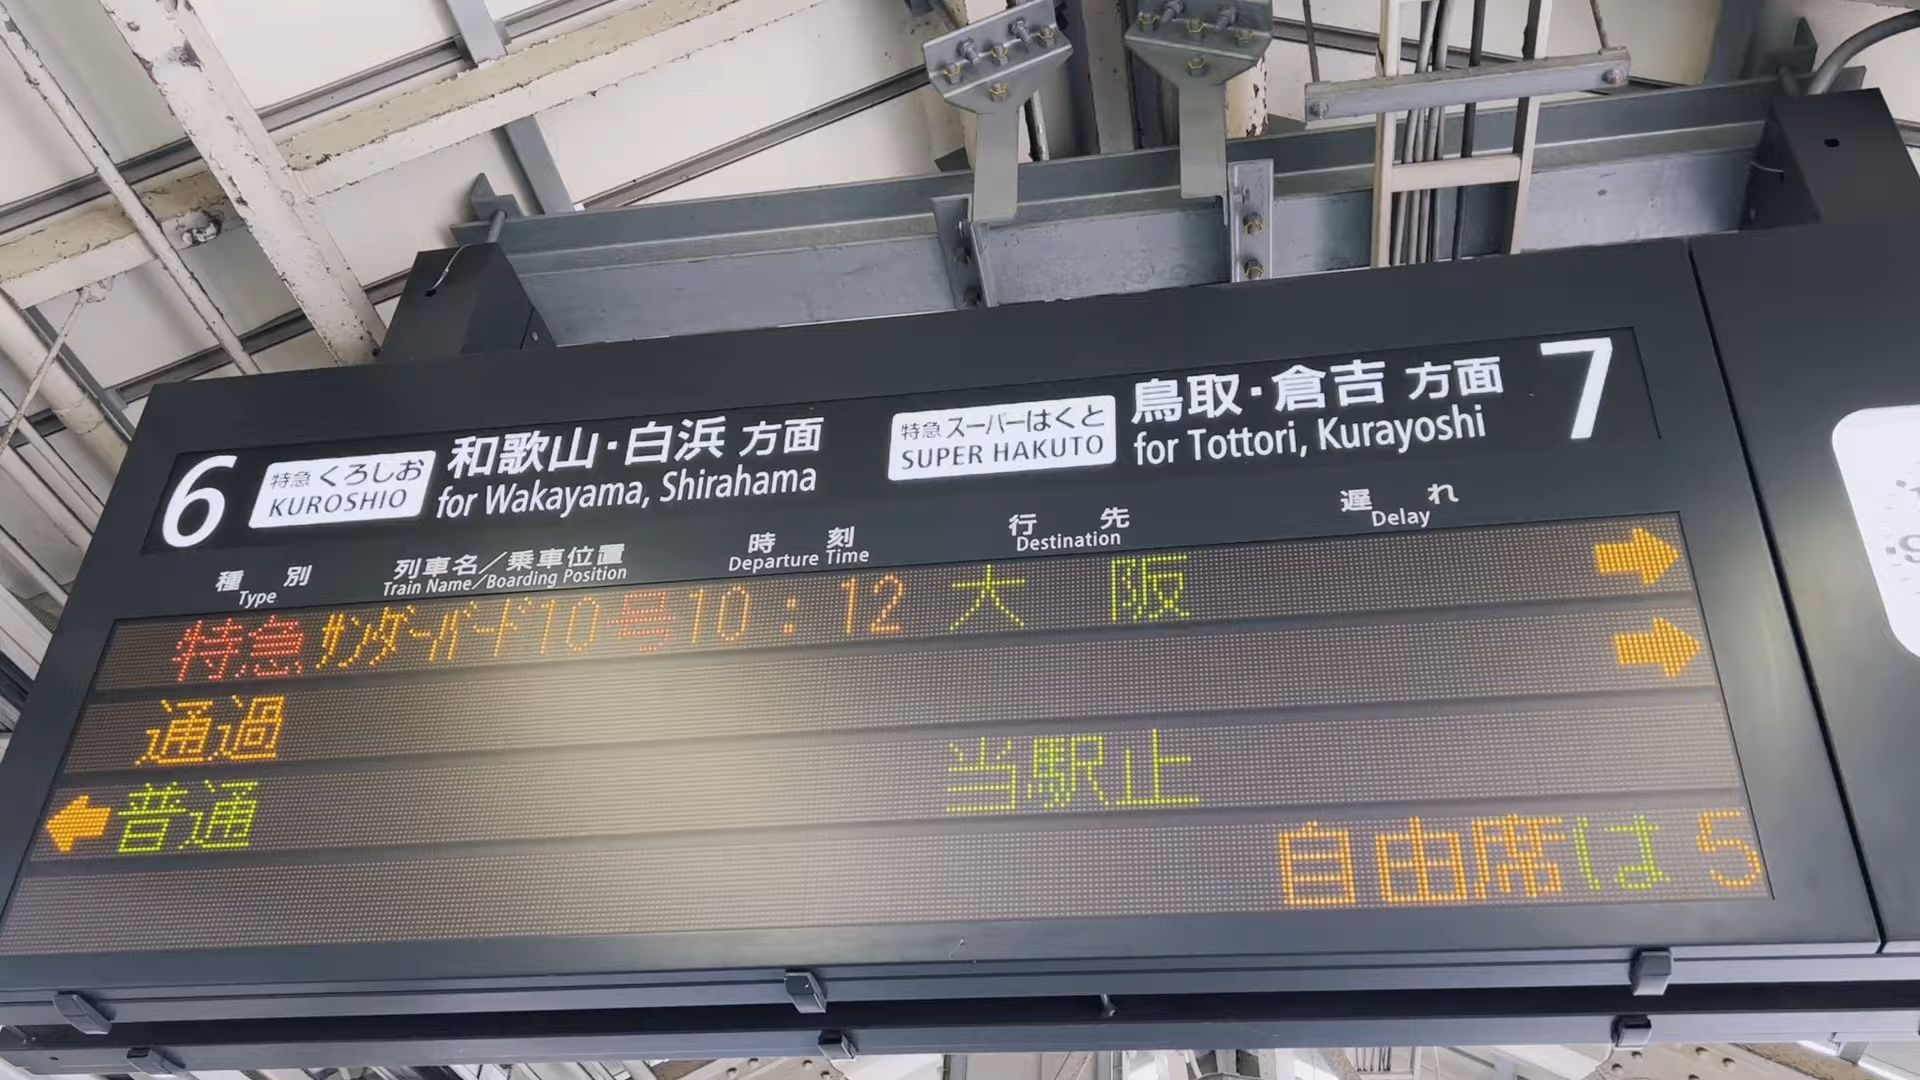 6 特急 くろしお KUROSHIO 和歌山・白浜 方面 for Wakayama, Shirahama
特急 スーパーはくと SUPER HAKUTO 鳥取・倉吉 方面 for Tottori, Kurayoshi 7
種別 列車名/乗車位置 時刻 行先 遅れ
Type Train Name/Boarding Position Departure Time Destination Delay
特急 サンダーバード10号 10:12 大阪
通過
普通 当駅止
自由席は 5